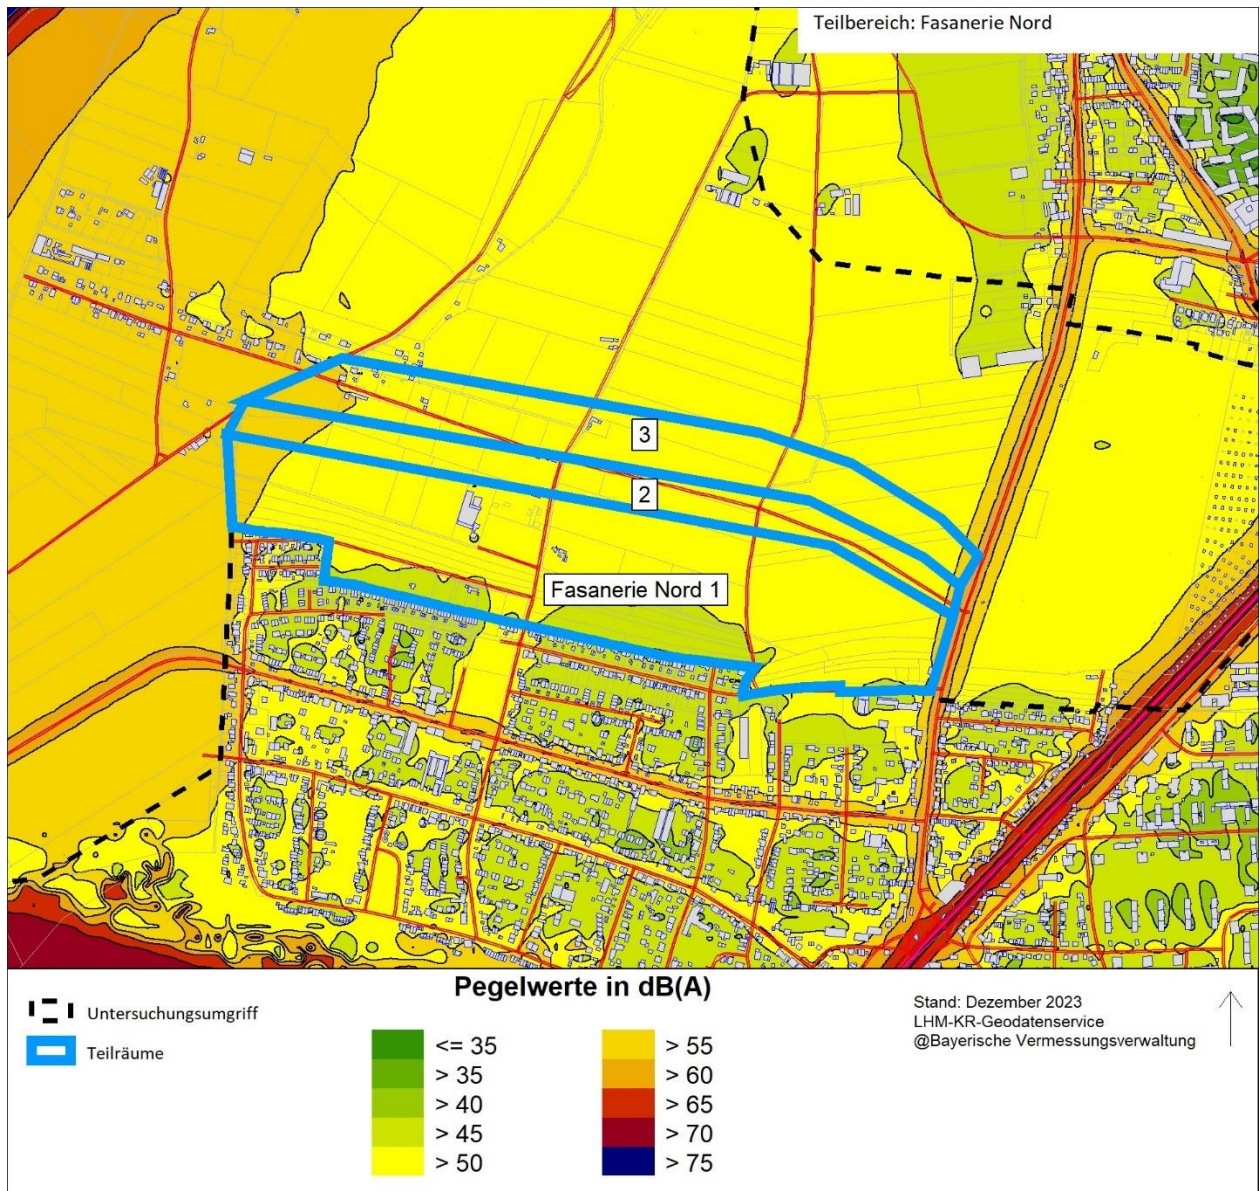 Teilbereich: Fasanerie Nord
3
2
Fasanerie Nord 1
Pegelwerte in dB(A)
Untersuchungsumgriff
Teilräume
<= 35
> 35
> 40
> 45
> 50
> 55
> 60
> 65
> 70
> 75
Stand: Dezember 2023
LHM-KR-Geodatenservice
@Bayerische Vermessungsverwaltung